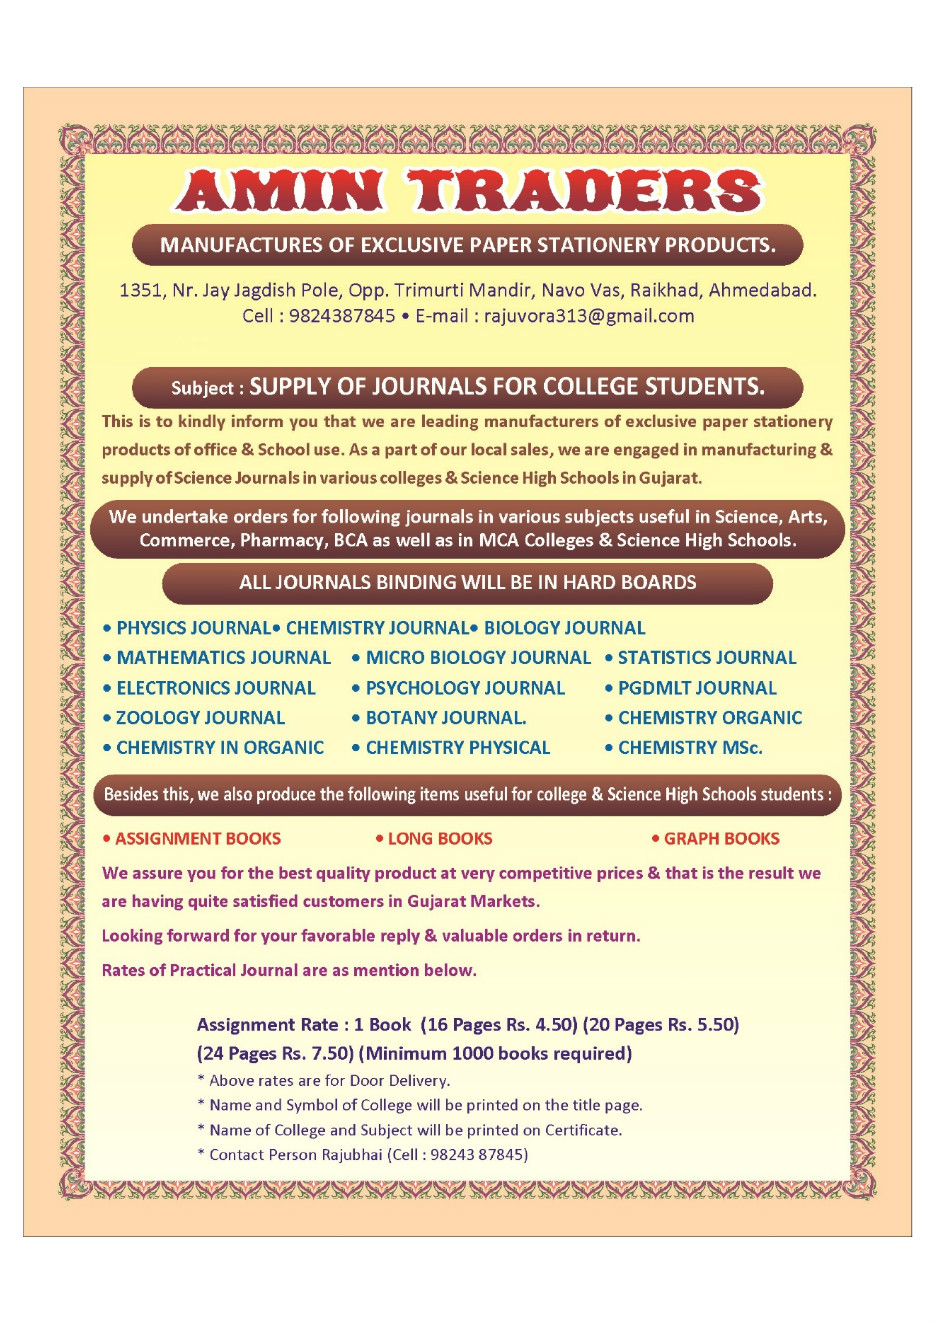 AMIN TRADERS
MANUFACTURES OF EXCLUSIVE PAPER STATIONERY PRODUCTS.
1351, Nr. Jay Jagdish Pole, Opp. Trimurti Mandir, Navo Vas, Raikhad, Ahmedabad.
Cell : 9824387845 • E-mail : rajuvora313@gmail.com
Subject : SUPPLY OF JOURNALS FOR COLLEGE STUDENTS.
This is to kindly inform you that we are leading manufacturers of exclusive paper stationery
products of office & School use. As a part of our local sales, we are engaged in manufacturing &
supply of Science Journals in various colleges & Science High Schools in Gujarat.
We undertake orders for following journals in various subjects useful in Science, Arts,
Commerce, Pharmacy, BCA as well as in MCA Colleges & Science High Schools.
ALL JOURNALS BINDING WILL BE IN HARD BOARDS
• PHYSICS JOURNAL• CHEMISTRY JOURNAL• BIOLOGY JOURNAL
• MATHEMATICS JOURNAL • MICRO BIOLOGY JOURNAL • STATISTICS JOURNAL
• ELECTRONICS JOURNAL • PSYCHOLOGY JOURNAL • PGDMLT JOURNAL
• ZOOLOGY JOURNAL • BOTANY JOURNAL. • CHEMISTRY ORGANIC
• CHEMISTRY IN ORGANIC • CHEMISTRY PHYSICAL • CHEMISTRY MSc.
Besides this, we also produce the following items useful for college & Science High Schools students :
• ASSIGNMENT BOOKS • LONG BOOKS • GRAPH BOOKS
We assure you for the best quality product at very competitive prices & that is the result we
are having quite satisfied customers in Gujarat Markets.
Looking forward for your favorable reply & valuable orders in return.
Rates of Practical Journal are as mention below.
Assignment Rate : 1 Book (16 Pages Rs. 4.50) (20 Pages Rs. 5.50)
(24 Pages Rs. 7.50) (Minimum 1000 books required)
* Above rates are for Door Delivery.
* Name and Symbol of College will be printed on the title page.
* Name of College and Subject will be printed on Certificate.
* Contact Person Rajubhai (Cell : 98243 87845)